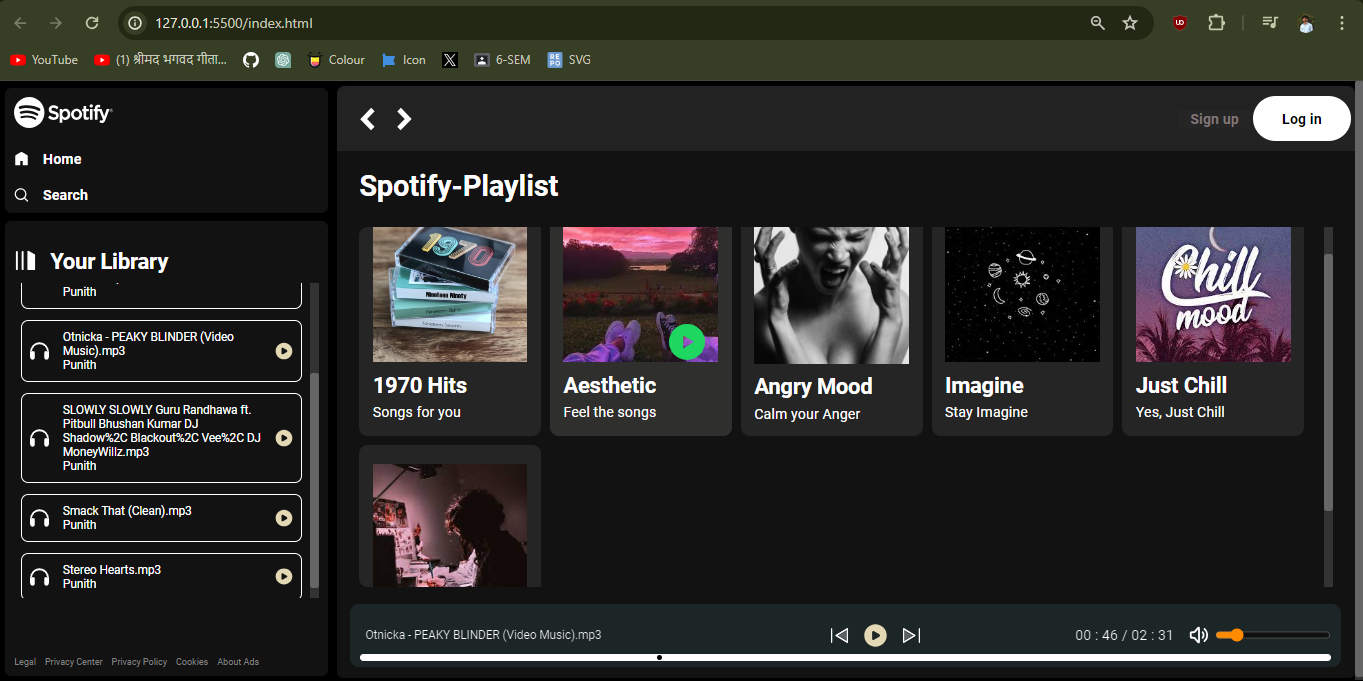 127.0.0.1:5500/index.html
YouTube
(1) श्रीमद भगवद गीता...
Colour
Icon
6-SEM
REPO
SVG
Spotify
Home
Search
Your Library
Punith
Otnicka - PEAKY BLINDER (Video
Music).mp3
Punith
SLOWLY SLOWLY Guru Randhawa ft.
Pitbull Bhushan Kumar DJ
Shadow%2C Blackout%2C Vee%2C DJ
MoneyWillz.mp3
Punith
Smack That (Clean).mp3
Punith
Stereo Hearts.mp3
Punith
Legal
Privacy Center
Privacy Policy
Cookies
About Ads
Sign up
Log in
Spotify-Playlist
1970
Nineteen Ninety
Nineteen Seventy
1970 Hits
Songs for you
Aesthetic
Feel the songs
Angry Mood
Calm your Anger
Imagine
Stay Imagine
Chill
mood
Just Chill
Yes, Just Chill
Otnicka - PEAKY BLINDER (Video Music).mp3
00 : 46 / 02 : 31